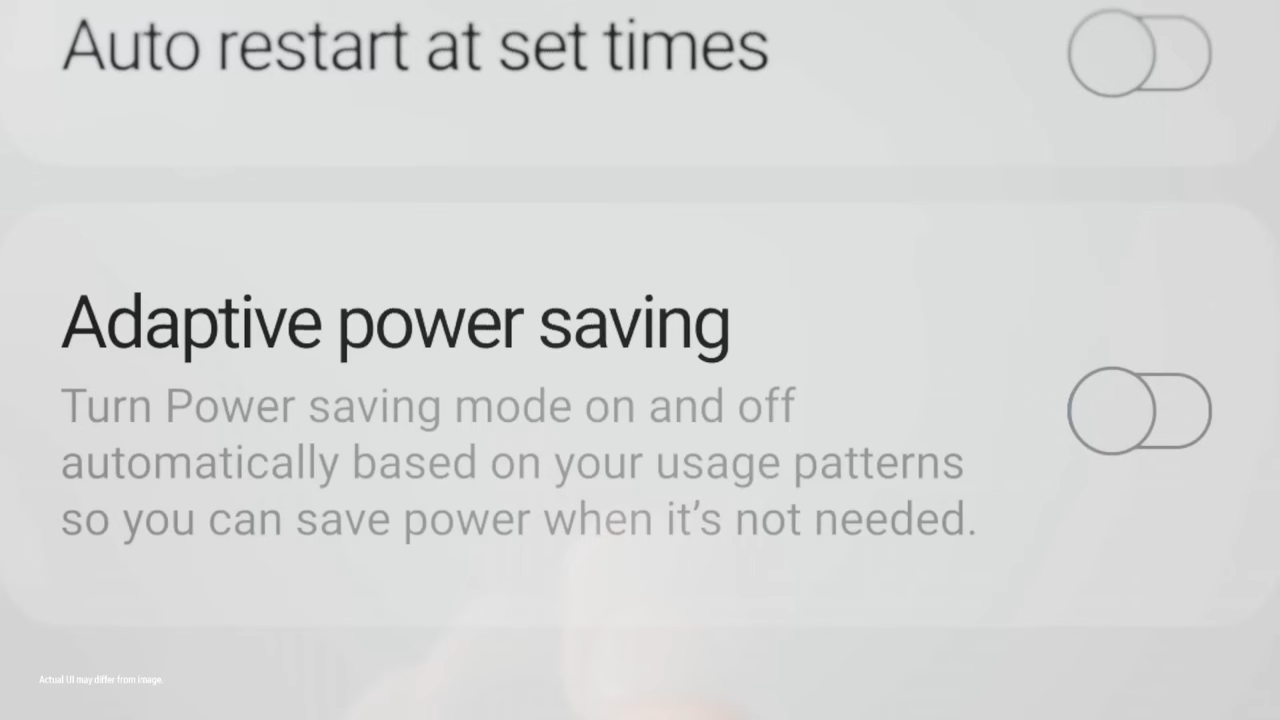 Auto restart at set times
Adaptive power saving
Turn Power saving mode on and off
automatically based on your usage patterns
so you can save power when it’s not needed.
Actual UI may differ from image.